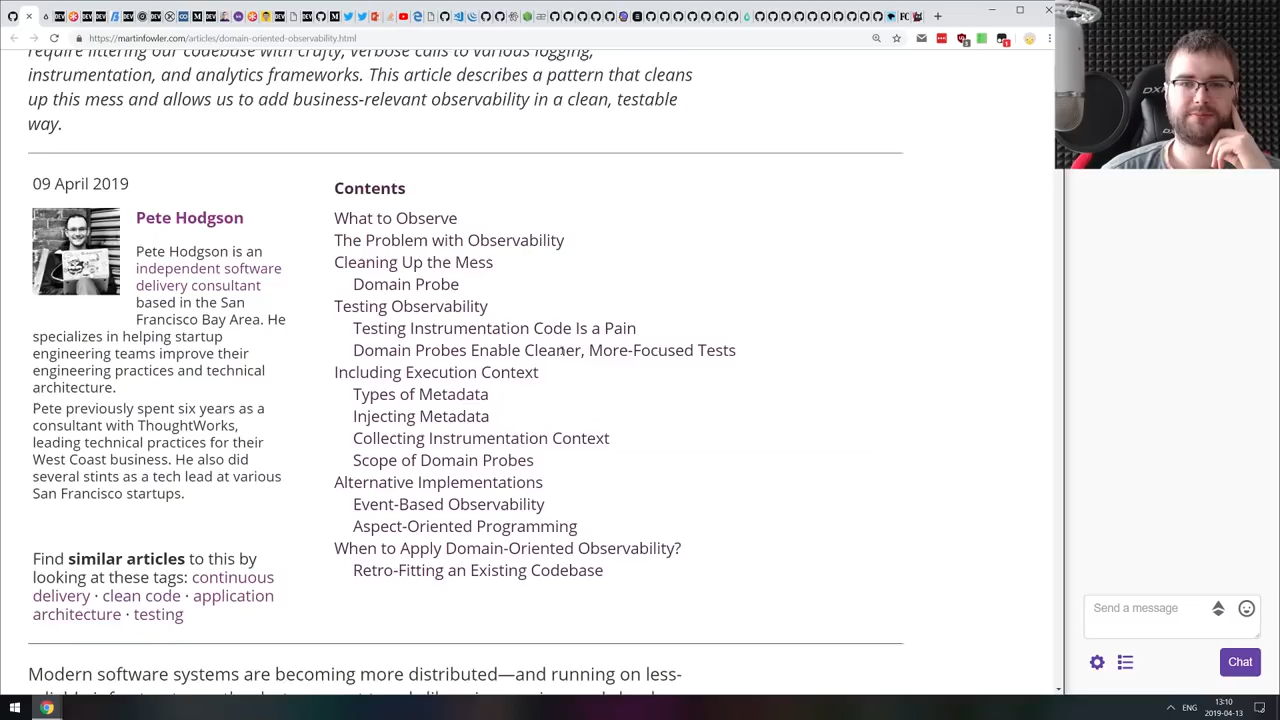 https://martinfowler.com/articles/domain-oriented-observability.html
require littering our codebase with crufty, verbose calls to various logging,
instrumentation, and analytics frameworks. This article describes a pattern that cleans
up this mess and allows us to add business-relevant observability in a clean, testable
way.
09 April 2019
Pete Hodgson
Pete Hodgson is an
independent software
delivery consultant
based in the San
Francisco Bay Area. He
specializes in helping startup
engineering teams improve their
engineering practices and technical
architecture.
Pete previously spent six years as a
consultant with ThoughtWorks,
leading technical practices for their
West Coast business. He also did
several stints as a tech lead at various
San Francisco startups.
Find similar articles to this by
looking at these tags: continuous
delivery · clean code · application
architecture · testing
Contents
What to Observe
The Problem with Observability
Cleaning Up the Mess
Domain Probe
Testing Observability
Testing Instrumentation Code Is a Pain
Domain Probes Enable Cleaner, More-Focused Tests
Including Execution Context
Types of Metadata
Injecting Metadata
Collecting Instrumentation Context
Scope of Domain Probes
Alternative Implementations
Event-Based Observability
Aspect-Oriented Programming
When to Apply Domain-Oriented Observability?
Retro-Fitting an Existing Codebase
Modern software systems are becoming more distributed—and running on less-
Send a message
Chat
ENG
13:10
2019-04-13